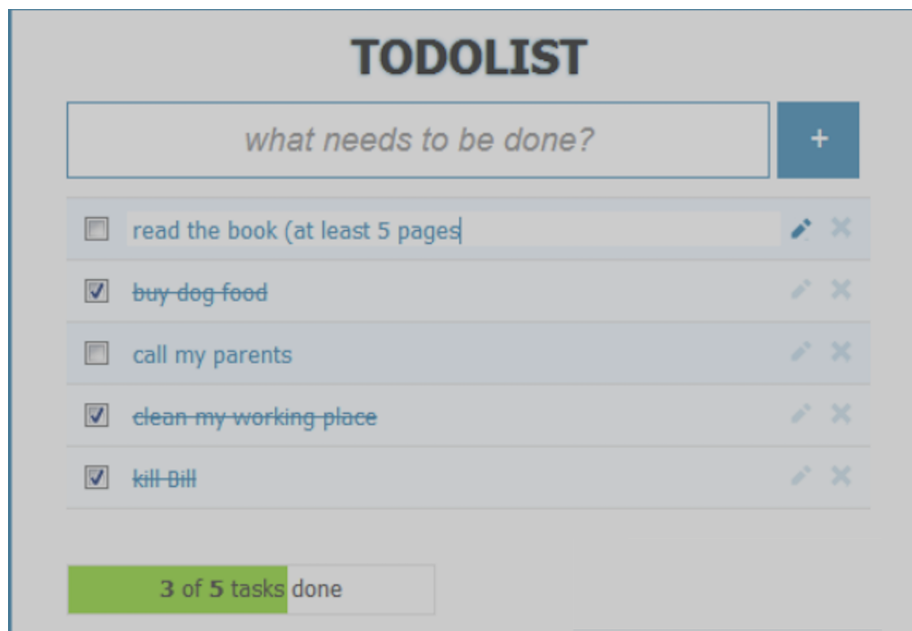 TODOLIST
what needs to be done?
+
read the book (at least 5 pages
buy dog food
call my parents
clean my working place
kill Bill
3 of 5 tasks done